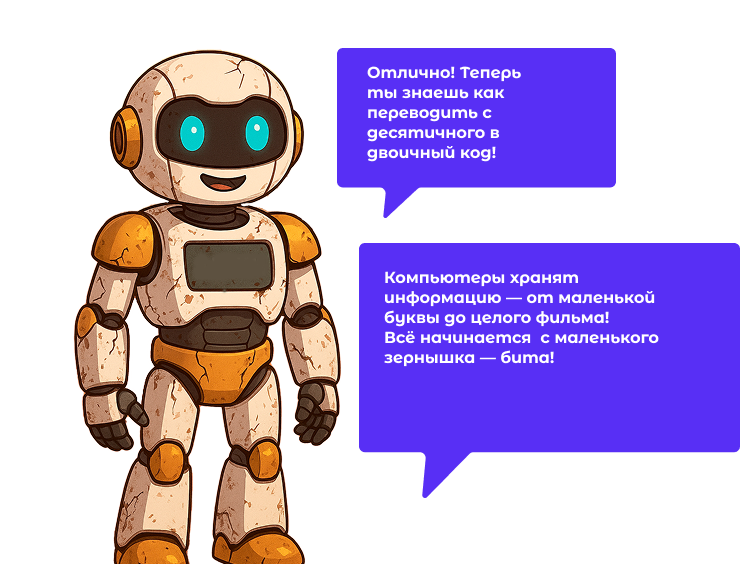 Отлично! Теперь
ты знаешь как
переводить с
десятичного в
двоичный код!
Компьютеры хранят
информацию — от маленькой
буквы до целого фильма!
Всё начинается  с маленького
зернышка — бита!